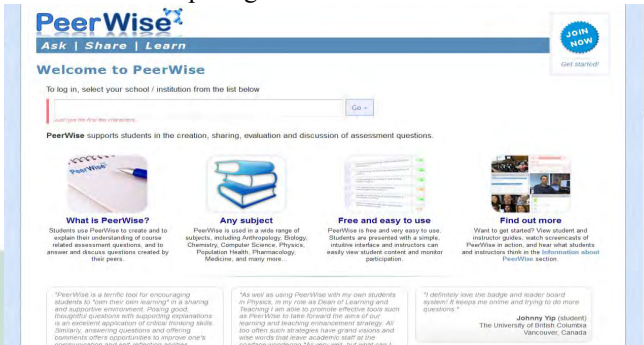 PeerWise
Ask | Share | Learn
JOIN
NOW
Get started!
Welcome to PeerWise
To log in, select your school / institution from the list below
Go
Just type the first few characters...
PeerWise supports students in the creation, sharing, evaluation and discussion of assessment questions.
PeerWise
What is PeerWise?
Students use PeerWise to create and to
explain their understanding of course
related assessment questions, and to
answer and discuss questions created by
their peers.
Any subject
PeerWise is used in a wide range of
subjects, including Anthropology, Biology,
Chemistry, Computer Science, Physics,
Population Health, Pharmacology,
Medicine, and many more...
Free and easy to use
PeerWise is free and very easy to use.
Students are presented with a simple,
intuitive interface and instructors can
easily view student content and monitor
participation.
Find out more
Want to get started? View student and
instructor guides, watch screencasts of
PeerWise in action, and hear what students
and instructors think in the Information about
PeerWise section.
"PeerWise is a terrific tool for encouraging
students to "own their own learning" in a sharing
and supportive environment. Posing good,
thoughtful questions with supporting explanations
is an excellent application of critical thinking skills.
Similarly, answering questions and offering
comments offers opportunities to improve one's
communication and self-reflection
"As well as using PeerWise with my own students
in Physics, in my role as Dean of Learning and
Teaching I am able to promote effective tools such
as PeerWise to take forward the aims of our
learning and teaching enhancement strategy. All
too often such strategies have grand visions and
wise words that leave academic staff at the
"I definitely love the badge and leader board
system! It keeps me online and trying to do more
questions."
Johnny Yip (student)
The University of British Columbia
Vancouver, Canada